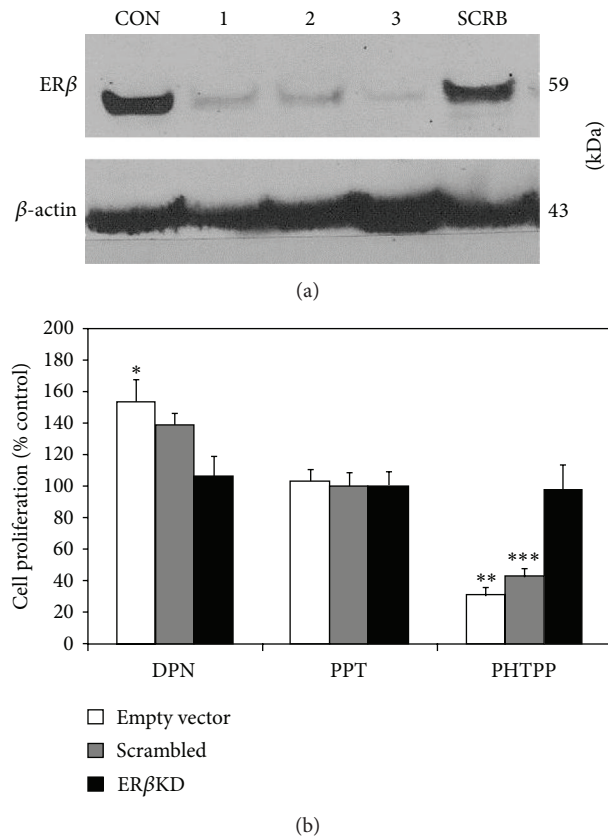 CON 1 2 3 SCRB
ERβ 59
(kDa)
β-actin 43
(a)
200
180
160
140
120
100
80
60
40
20
0
Cell proliferation (% control)
*
** ***
DPN PPT PHTPP
Empty vector
Scrambled
ERβKD
(b)